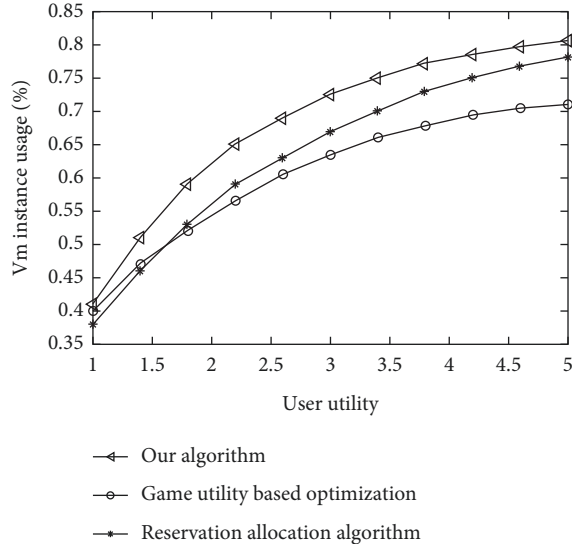 0.85
0.8
0.75
0.7
0.65
0.6
0.55
0.5
0.45
0.4
0.35
Vm instance usage (%)
1 1.5 2 2.5 3 3.5 4 4.5 5
User utility
Our algorithm
Game utility based optimization
Reservation allocation algorithm